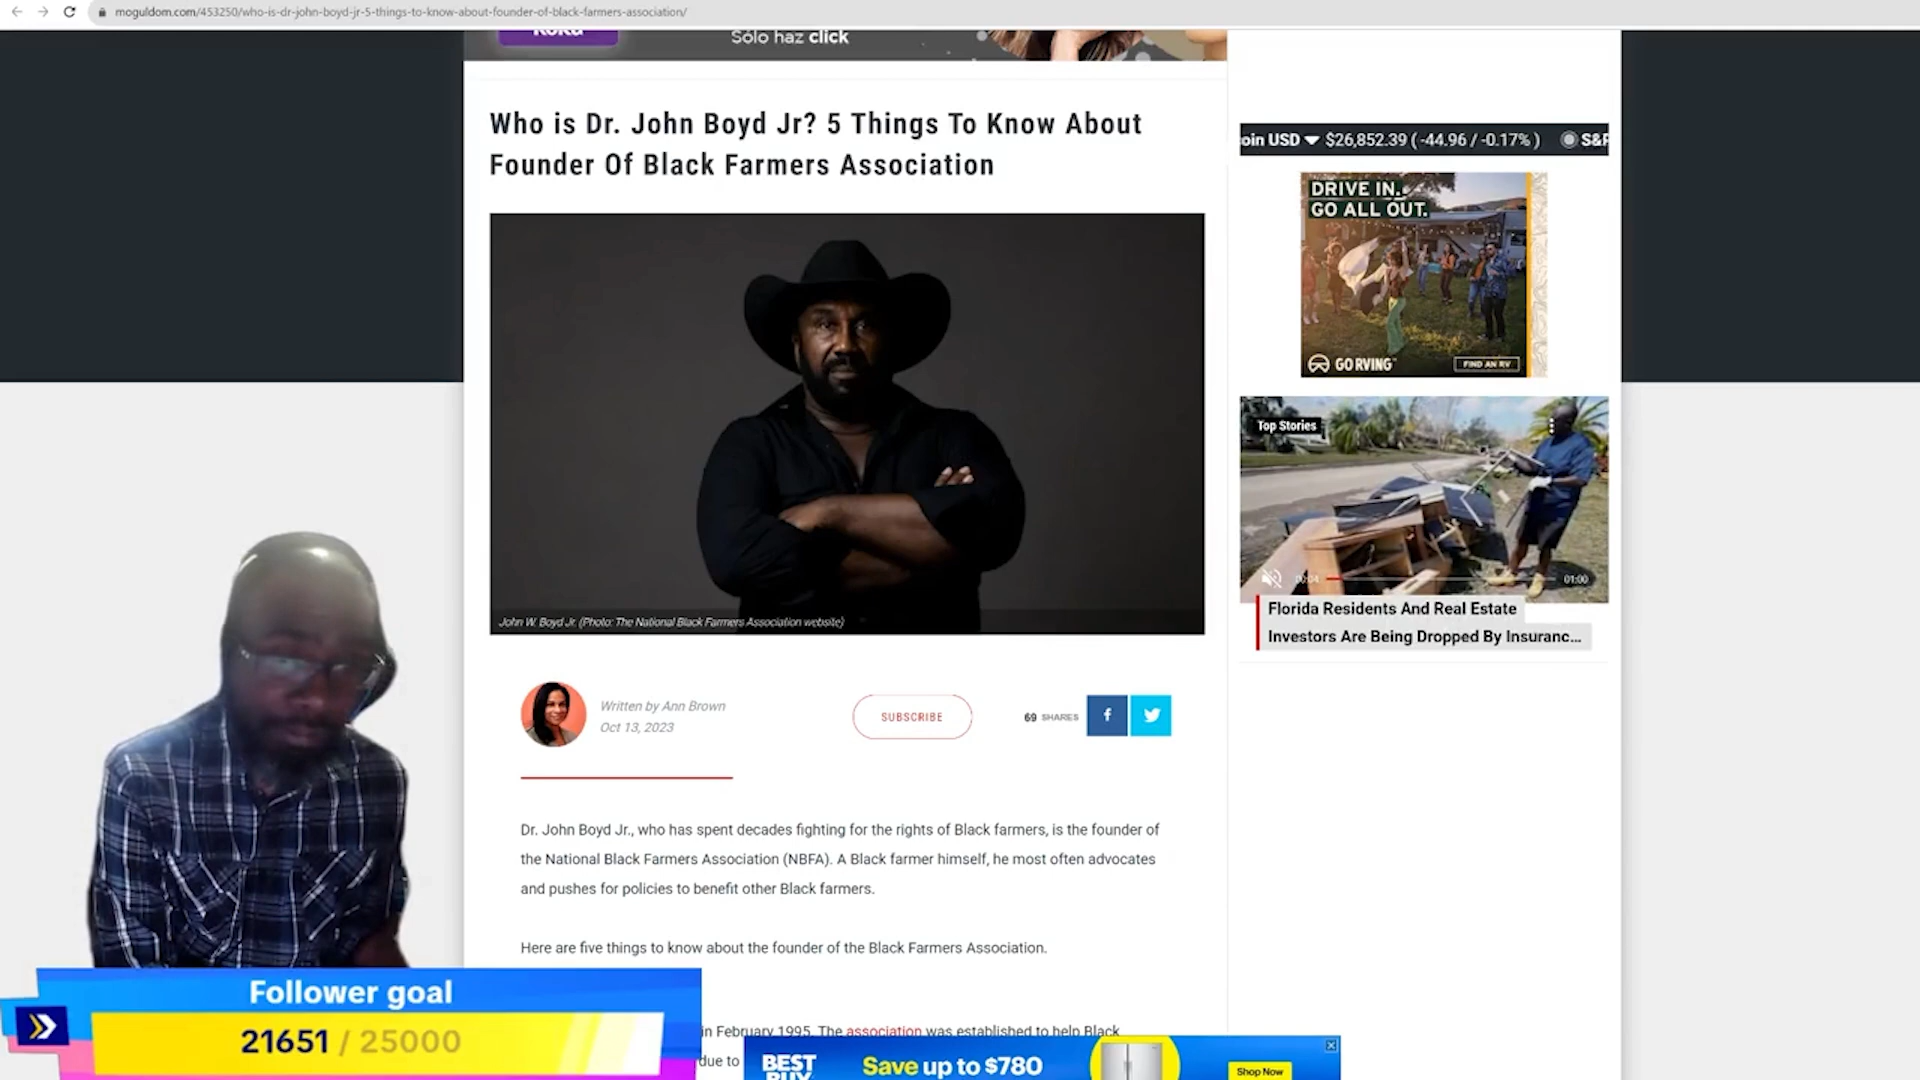 moguldom.com/453250/who-is-dr-john-boyd-jr-5-things-to-know-about-founder-of-black-farmers-association/
Sólo haz click
Who is Dr. John Boyd Jr? 5 Things To Know About
Founder Of Black Farmers Association
John W. Boyd Jr. (Photo: The National Black Farmers Association website)
Written by Ann Brown
Oct 13, 2023
SUBSCRIBE
69 SHARES
Dr. John Boyd Jr., who has spent decades fighting for the rights of Black farmers, is the founder of
the National Black Farmers Association (NBFA). A Black farmer himself, he most often advocates
and pushes for policies to benefit other Black farmers.
Here are five things to know about the founder of the Black Farmers Association.
in February 1995. The association was established to help Black
due to
oin USD $26,852.39 ( -44.96 / -0.17% ) S&P
DRIVE IN.
GO ALL OUT.
GO RVING
FIND AN RV
Top Stories
00:04 01:00
Florida Residents And Real Estate
Investors Are Being Dropped By Insuranc...
Follower goal
21651 / 25000
BEST
BUY
Save up to $780
Shop Now